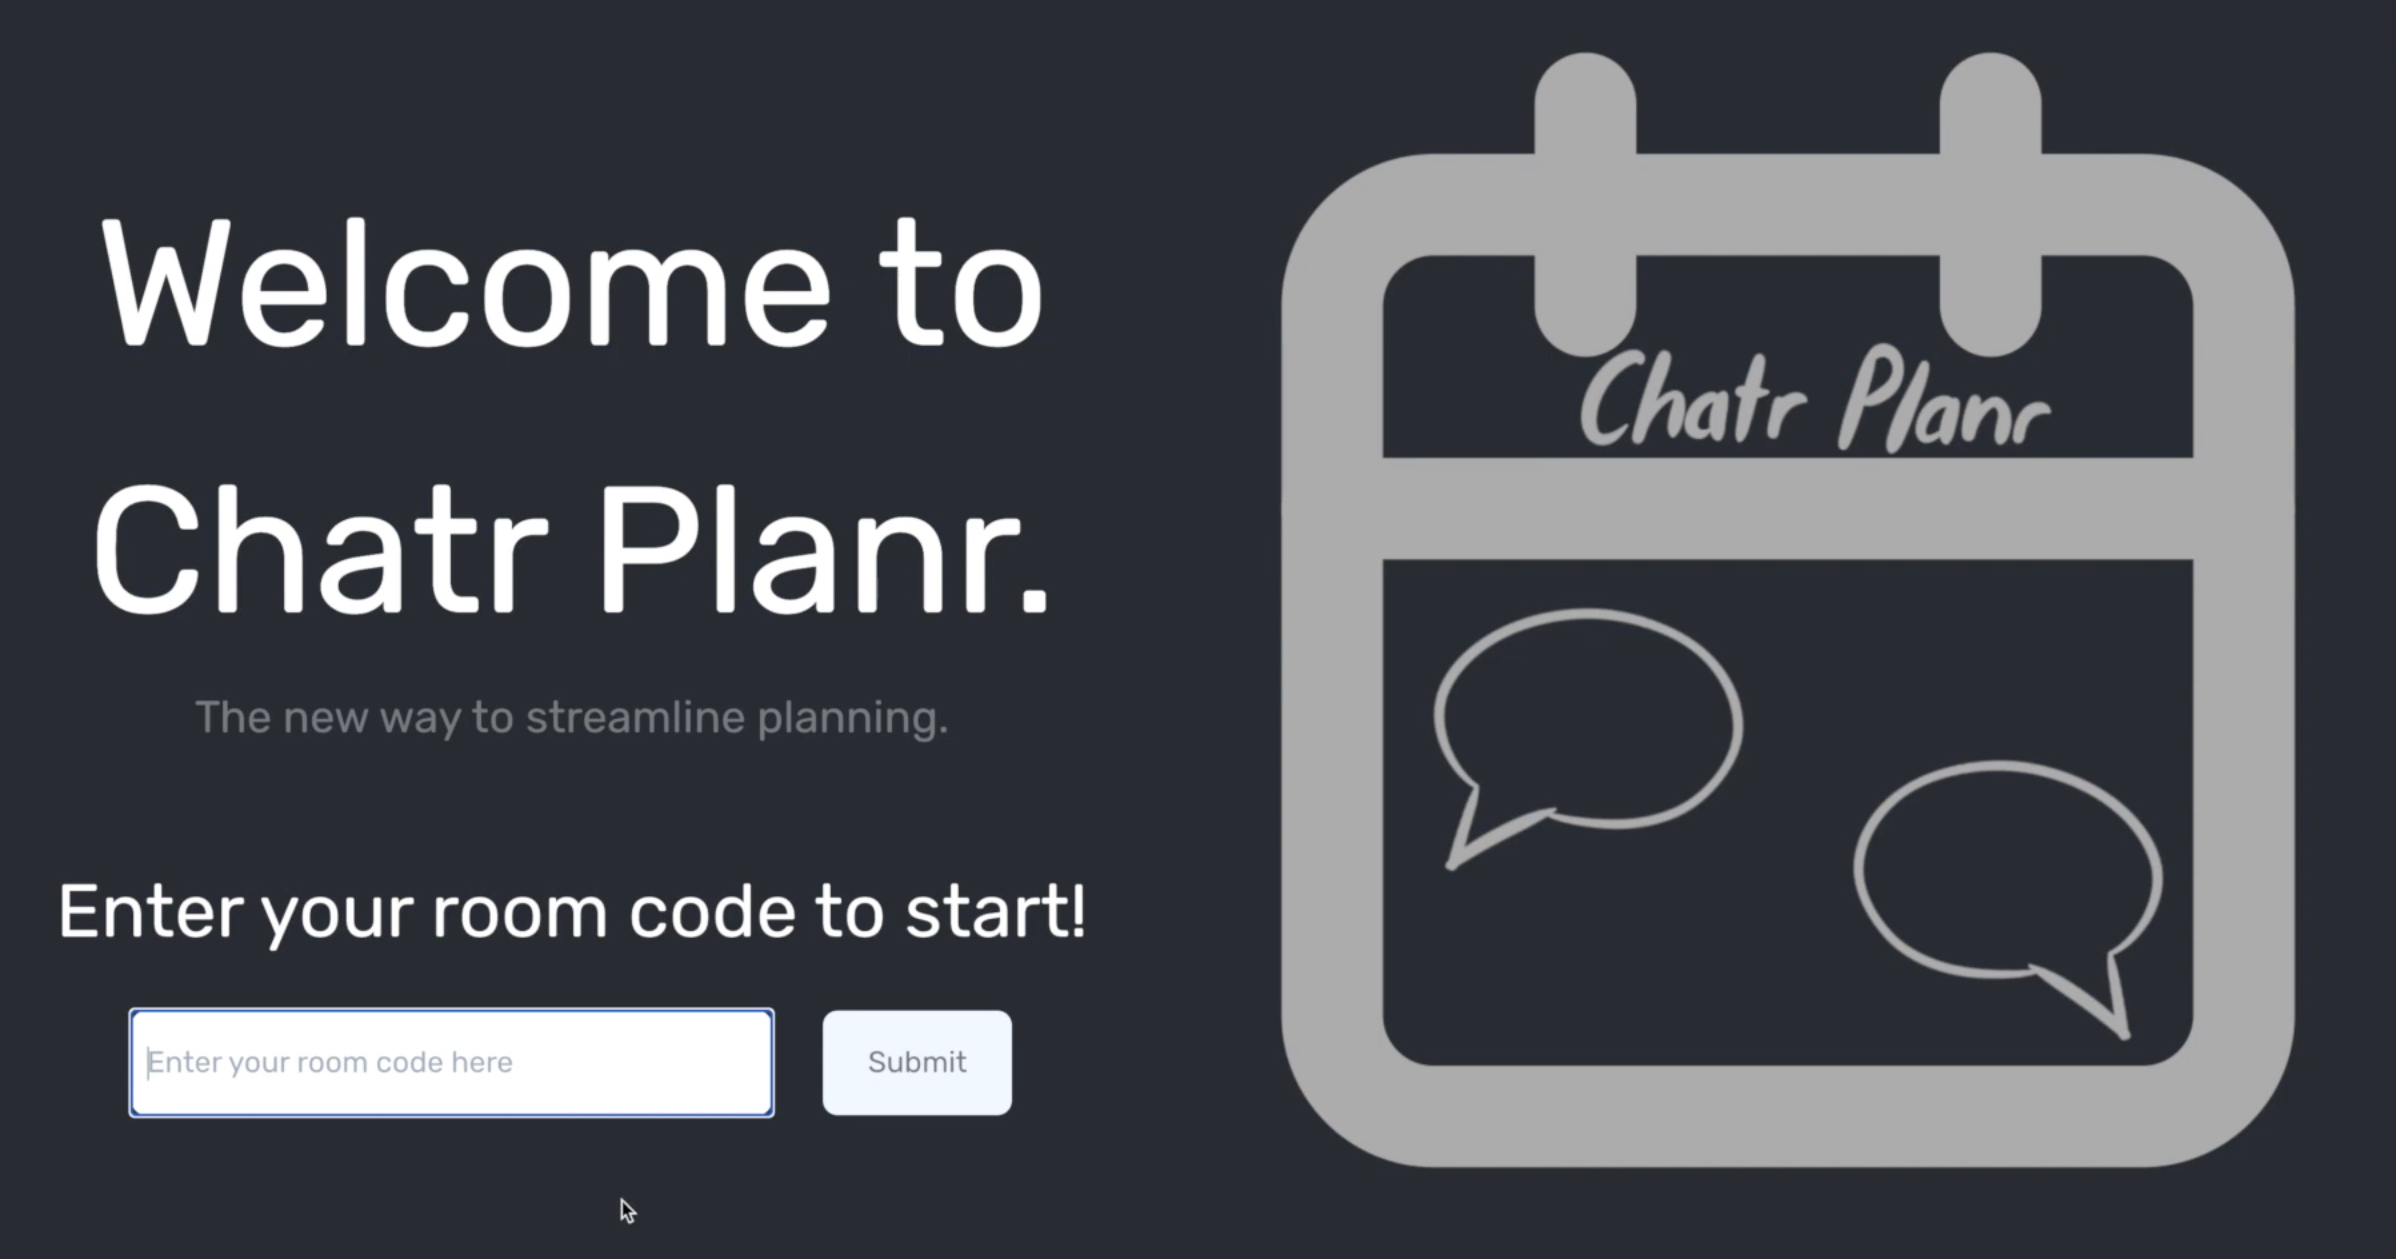 Welcome to
Chatr Planr.
The new way to streamline planning.
Enter your room code to start!
Enter your room code here
Submit
Chatr Planr